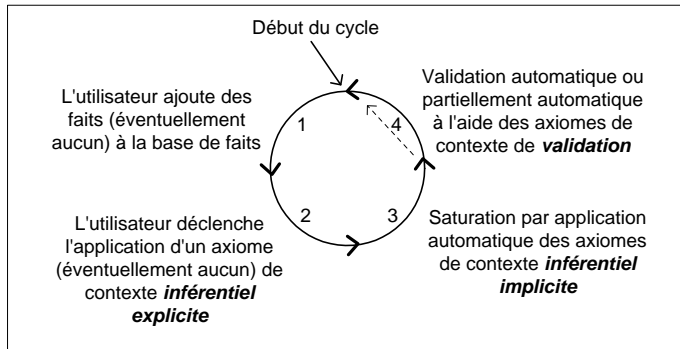 Début du cycle
L'utilisateur ajoute des
faits (éventuellement
aucun) à la base de faits
1
2
L'utilisateur déclenche
l'application d'un axiome
(éventuellement aucun) de
contexte inférentiel
explicite
3
Saturation par application
automatique des axiomes
de contexte inférentiel
implicite
4
Validation automatique ou
partiellement automatique
à l'aide des axiomes de
contexte de validation